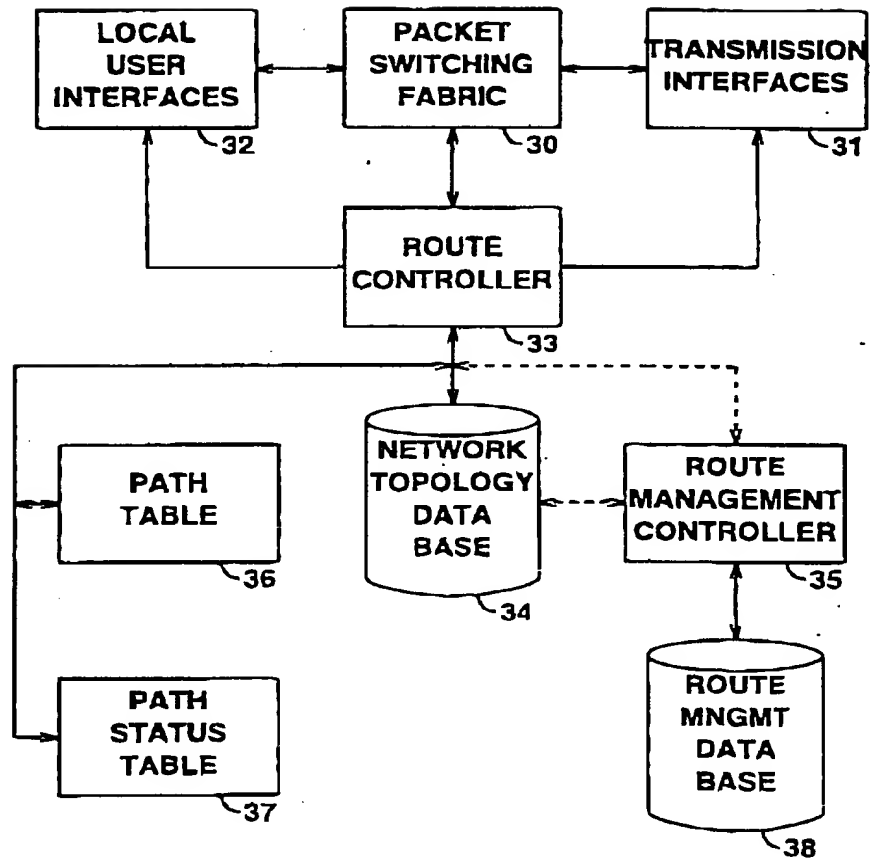 LOCAL
USER
INTERFACES
32
PACKET
SWITCHING
FABRIC
30
TRANSMISSION
INTERFACES
31
ROUTE
CONTROLLER
33
PATH
TABLE
36
NETWORK
TOPOLOGY
DATA
BASE
34
ROUTE
MANAGEMENT
CONTROLLER
35
PATH
STATUS
TABLE
37
ROUTE
MNGMT
DATA
BASE
38